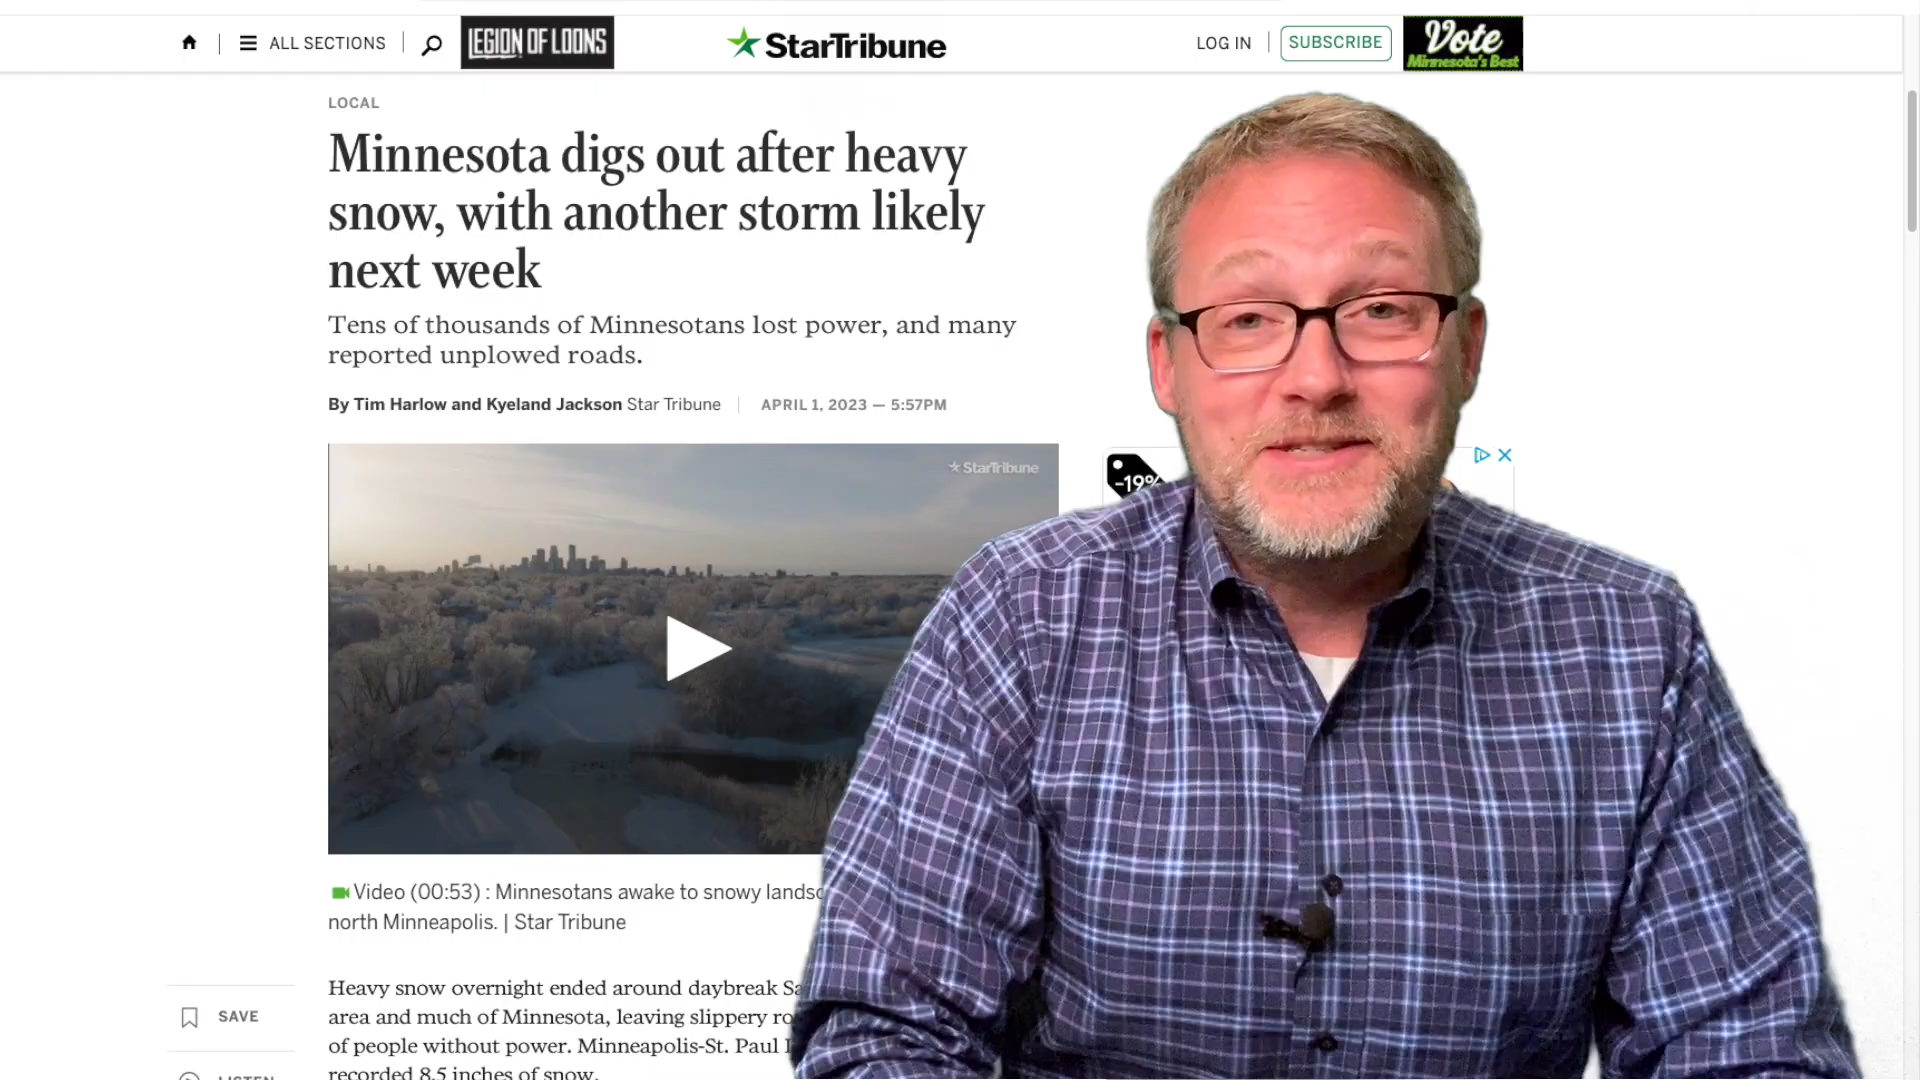 ALL SECTIONS
LEGION OF LOONS
StarTribune
LOG IN
SUBSCRIBE
Vote
Minnesota's Best
LOCAL
Minnesota digs out after heavy
snow, with another storm likely
next week
Tens of thousands of Minnesotans lost power, and many
reported unplowed roads.
By Tim Harlow and Kyeland Jackson Star Tribune
APRIL 1, 2023 — 5:57PM
StarTribune
-19%
Video (00:53) : Minnesotans awake to snowy
north Minneapolis. | Star Tribune
Heavy snow overnight ended around daybreak
area and much of Minnesota, leaving slippery
of people without power. Minneapolis-St. Paul
recorded 8.5 inches of snow.
SAVE
LISTEN